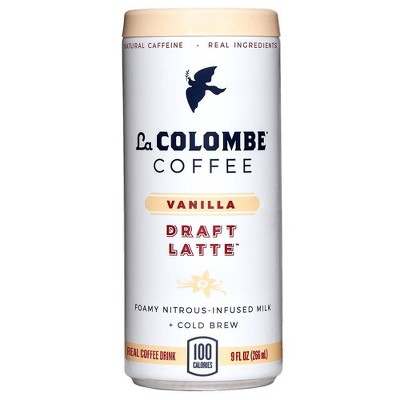 NATURAL CAFFEINE • REAL INGREDIENTS
La COLOMBE®
COFFEE
VANILLA
DRAFT
LATTE™
FOAMY NITROUS-INFUSED MILK
+ COLD BREW
REAL COFFEE DRINK
100
CALORIES
9 FL OZ (266 mL)